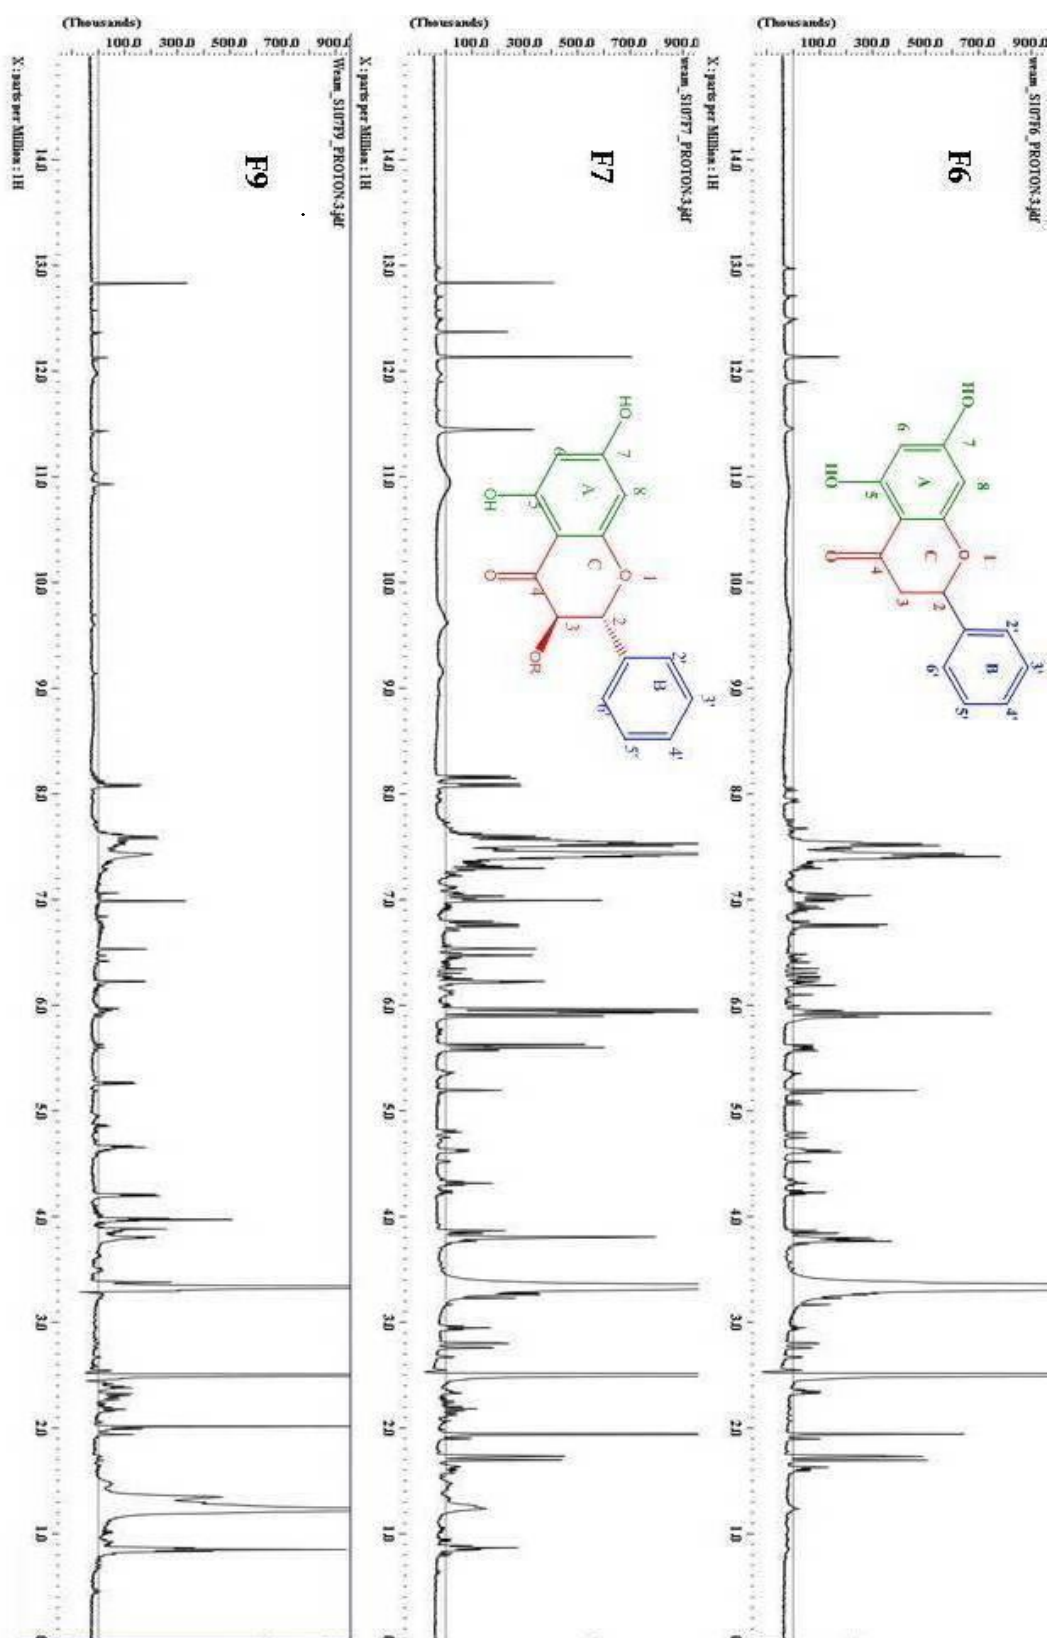 weam_S107F6_PROTON-3.jdf
F6
(Thousands)
900.0
700.0
500.0
300.0
100.0
HO
7
8
1
O
2
2'
3'
B
4'
5'
6'
6
A
C
5
4
3
HO
O
14.0 13.0 12.0 11.0 10.0 9.0 8.0 7.0 6.0 5.0 4.0 3.0 2.0 1.0
X : parts per Million : 1H
weam_S107F7_PROTON-3.jdf
F7
(Thousands)
900.0
700.0
500.0
300.0
100.0
HO
7
8
1
O
2
2'
3'
B
4'
5'
6'
6
A
C
5
4
3
OH
O
OR
14.0 13.0 12.0 11.0 10.0 9.0 8.0 7.0 6.0 5.0 4.0 3.0 2.0 1.0
X : parts per Million : 1H
Weam_S107F9_PROTON-3.jdf
F9
(Thousands)
900.0
700.0
500.0
300.0
100.0
14.0 13.0 12.0 11.0 10.0 9.0 8.0 7.0 6.0 5.0 4.0 3.0 2.0 1.0
X : parts per Million : 1H